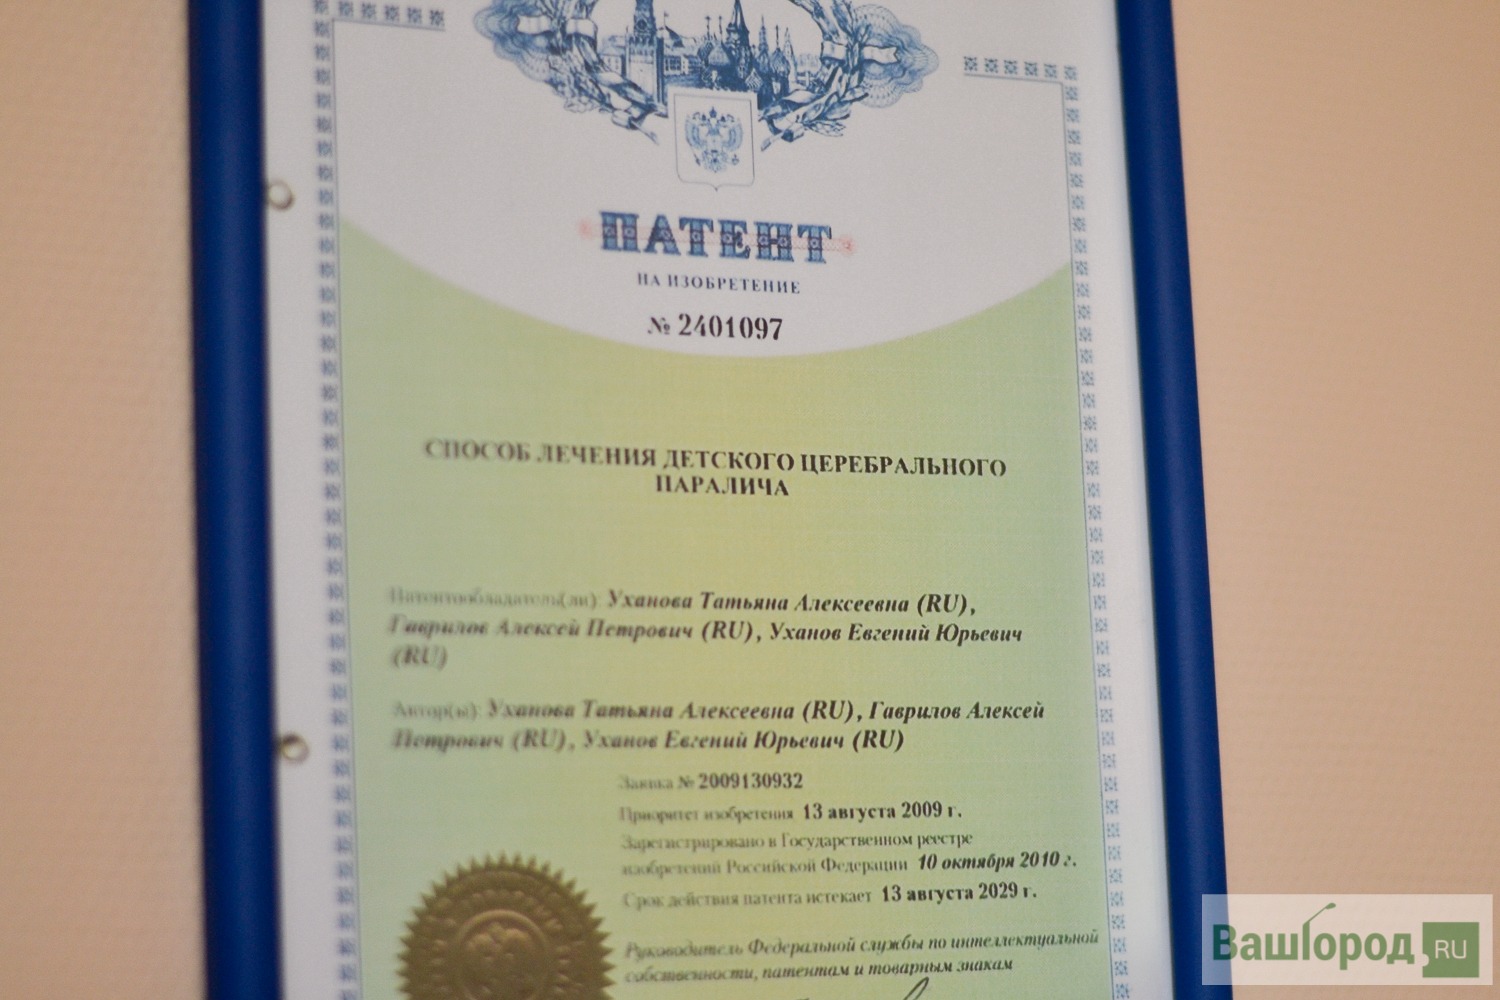 ПАТЕНТ
НА ИЗОБРЕТЕНИЕ
№ 2401097
СПОСОБ ЛЕЧЕНИЯ ДЕТСКОГО ЦЕРЕБРАЛЬНОГО
ПАРАЛИЧА
Патентообладатель(ли): Уханова Татьяна Алексеевна (RU),
Гаврилов Алексей Петрович (RU), Уханов Евгений Юрьевич
(RU)
Автор(ы): Уханова Татьяна Алексеевна (RU), Гаврилов Алексей
Петрович (RU), Уханов Евгений Юрьевич (RU)
Заявка № 2009130932
Приоритет изобретения 13 августа 2009 г.
Зарегистрировано в Государственном реестре
изобретений Российской Федерации 10 октября 2010 г.
Срок действия патента истекает 13 августа 2029 г.
Руководитель Федеральной службы по интеллектуальной
собственности, патентам и товарным знакам
ВашГород.RU